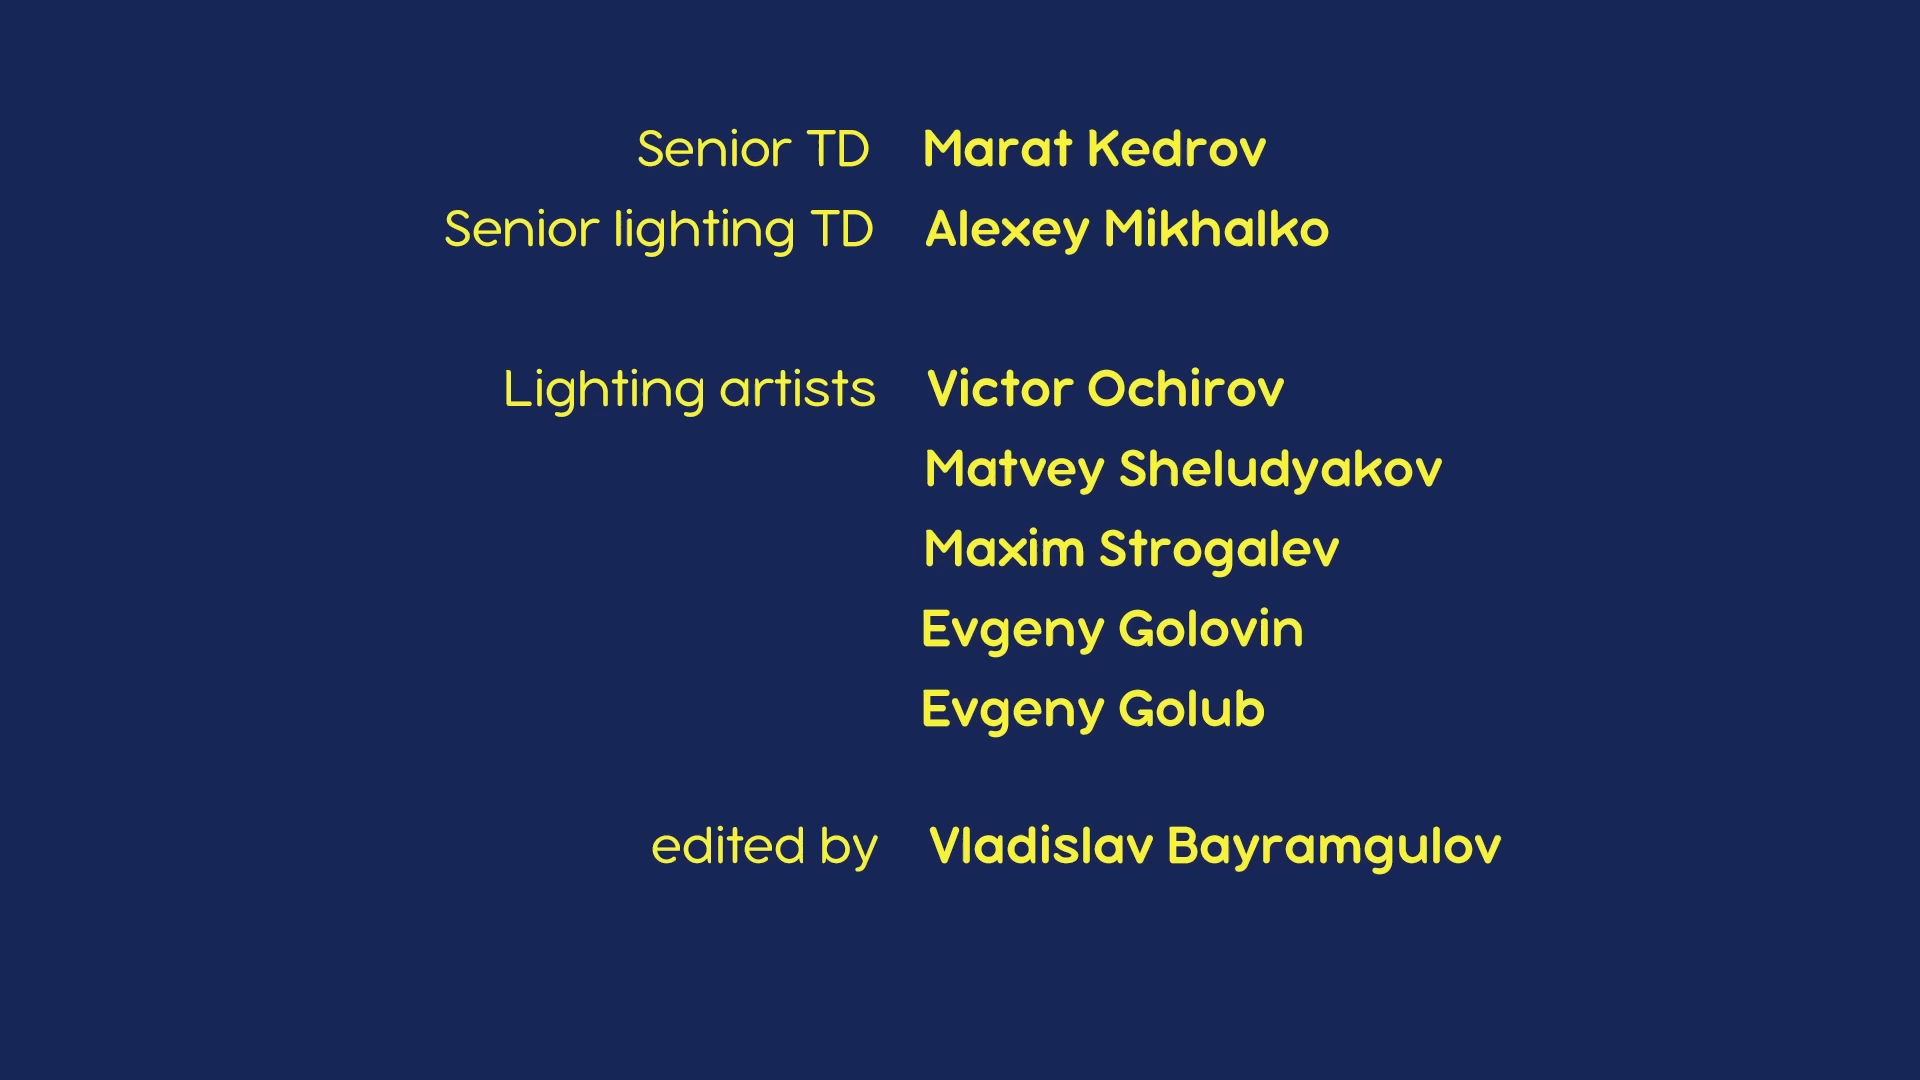 Senior TD Marat Kedrov
Senior lighting TD Alexey Mikhalko
Lighting artists Victor Ochirov
Matvey Sheludyakov
Maxim Strogalev
Evgeny Golovin
Evgeny Golub
edited by Vladislav Bayramgulov